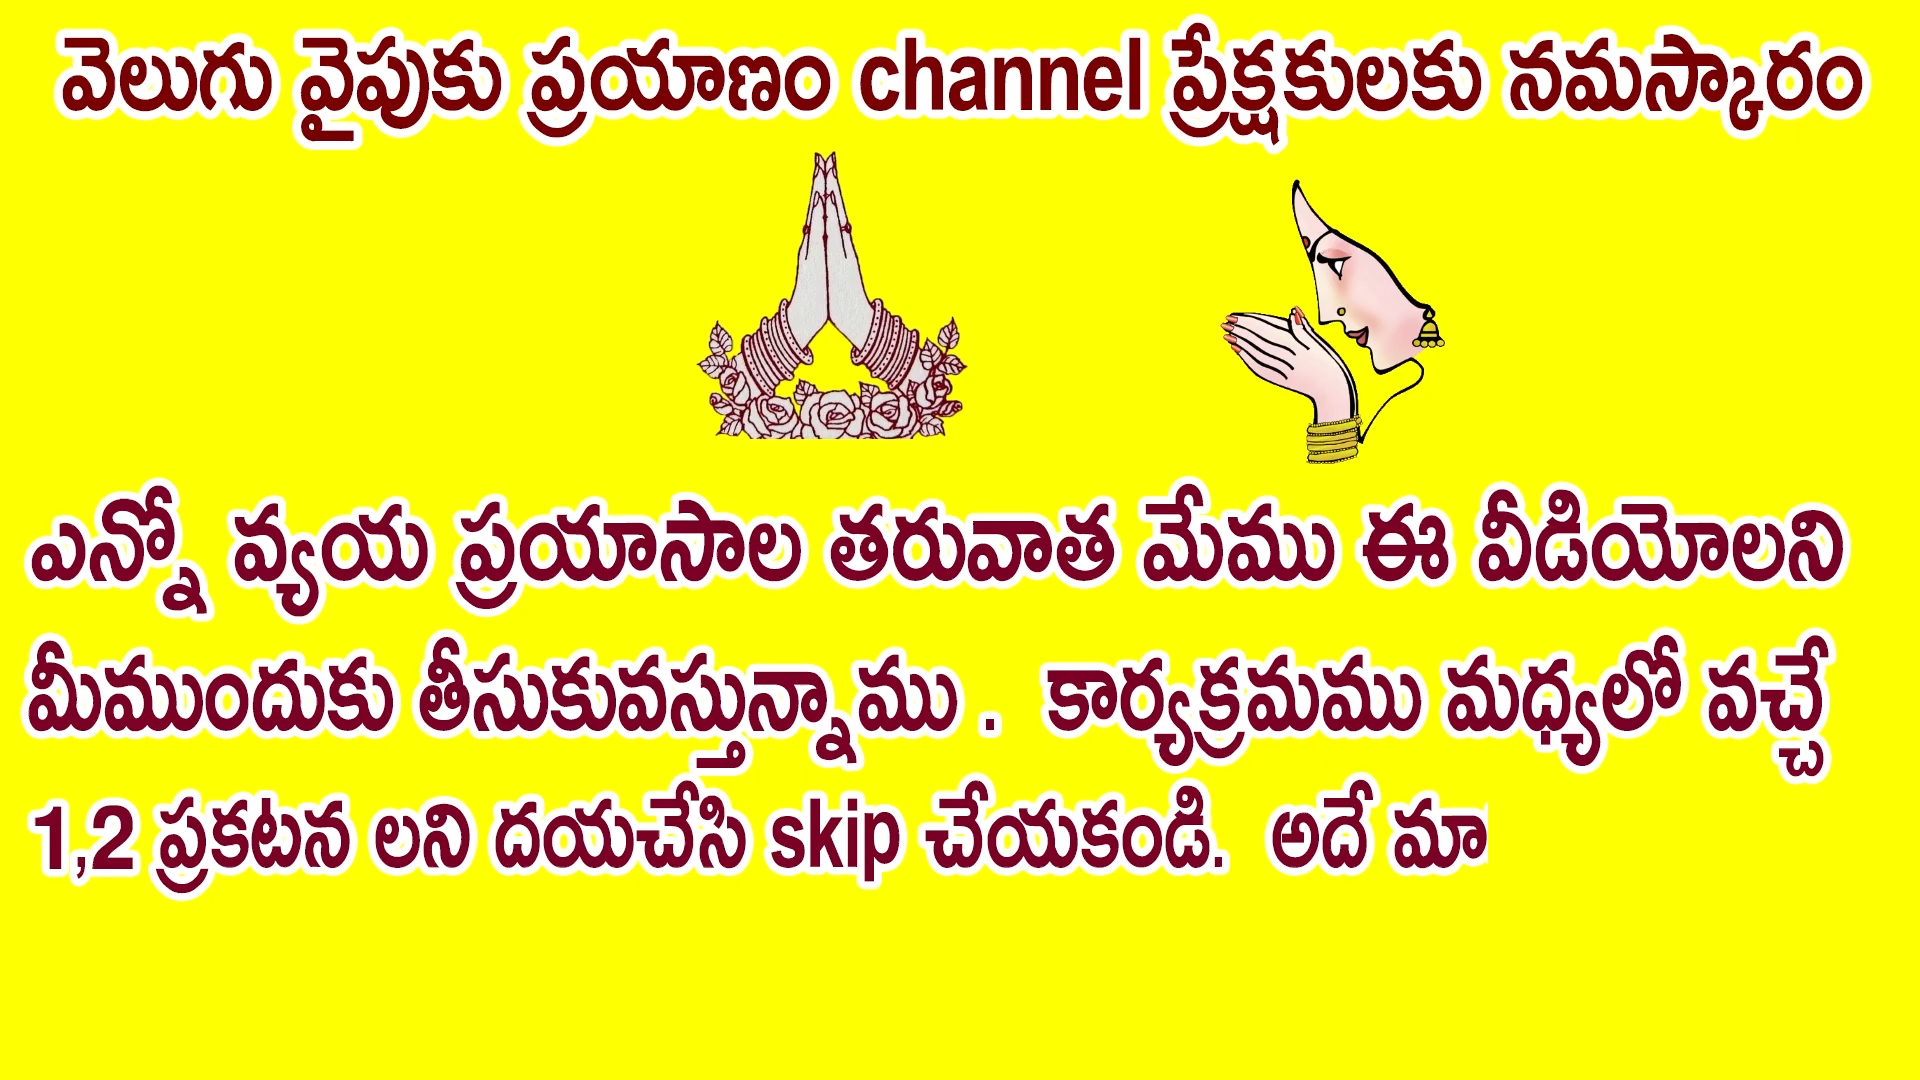 వెలుగు వైపుకు ప్రయాణం channel ప్రేక్షకులకు నమస్కారం
ఎన్నో వ్యయ ప్రయాసాల తరువాత మేము ఈ వీడియోలని
మీముందుకు తీసుకువస్తున్నాము . కార్యక్రమము మధ్యలో వచ్చే
1,2 ప్రకటన లని దయచేసి skip చేయకండి. అదే మా